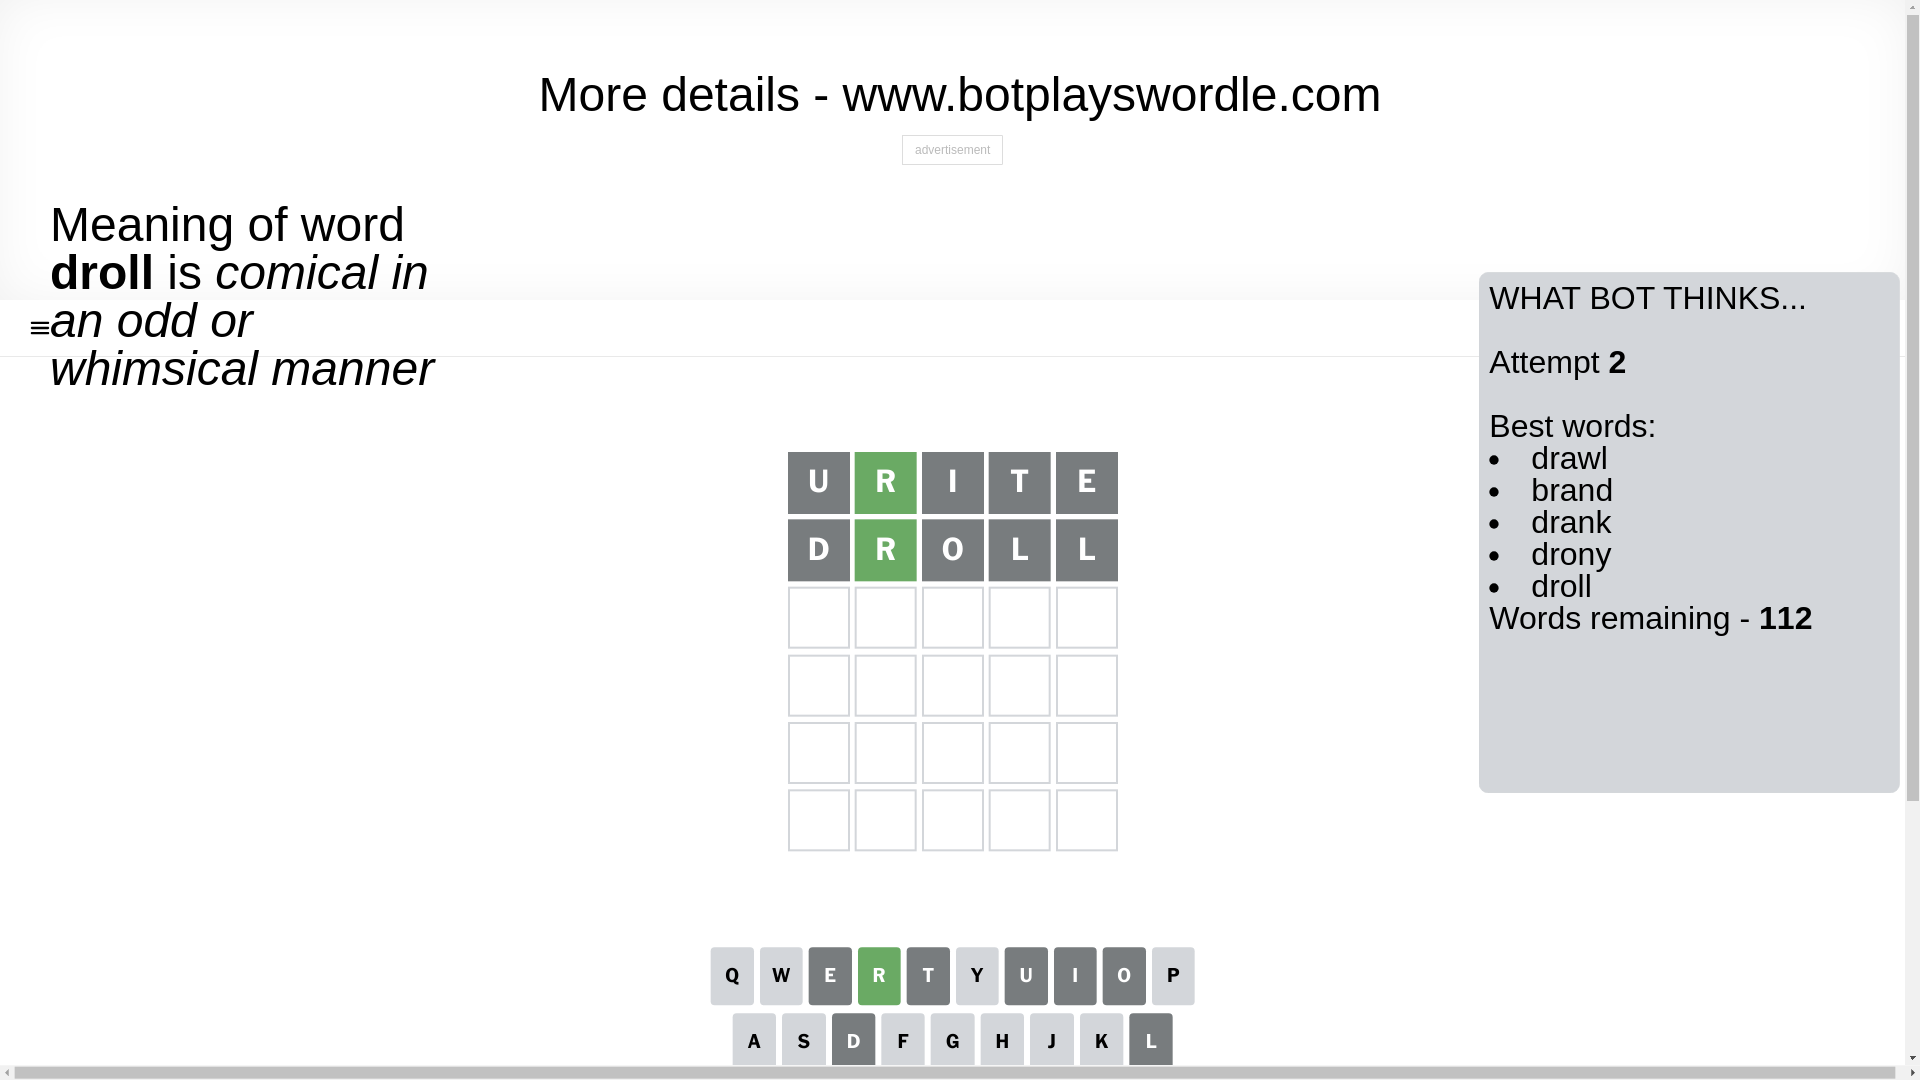 More details - www.botplayswordle.com
advertisement
Meaning of word
droll is comical in
an odd or
whimsical manner
WHAT BOT THINKS...
Attempt 2
Best words:
drawl
brand
drank
drony
droll
Words remaining - 112
U R I T E
D R O L L
Q W E R T Y U I O P
A S D F G H J K L